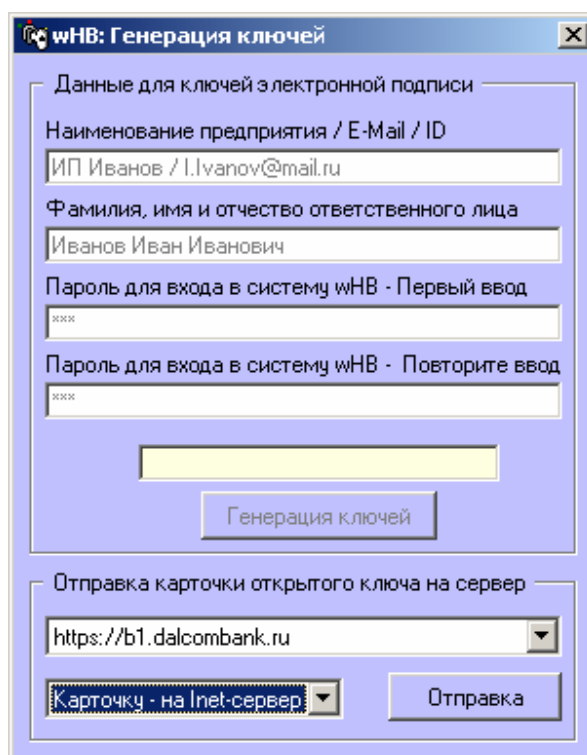 wHB: Генерация ключей
Данные для ключей электронной подписи
Наименование предприятия / E-Mail / ID
ИП Иванов / I.Ivanov@mail.ru
Фамилия, имя и отчество ответственного лица
Иванов Иван Иванович
Пароль для входа в систему wHB - Первый ввод
***
Пароль для входа в систему wHB -  Повторите ввод
***
Генерация ключей
Отправка карточки открытого ключа на сервер
https://b1.dalcombank.ru
Карточку - на Inet-сервер
Отправка